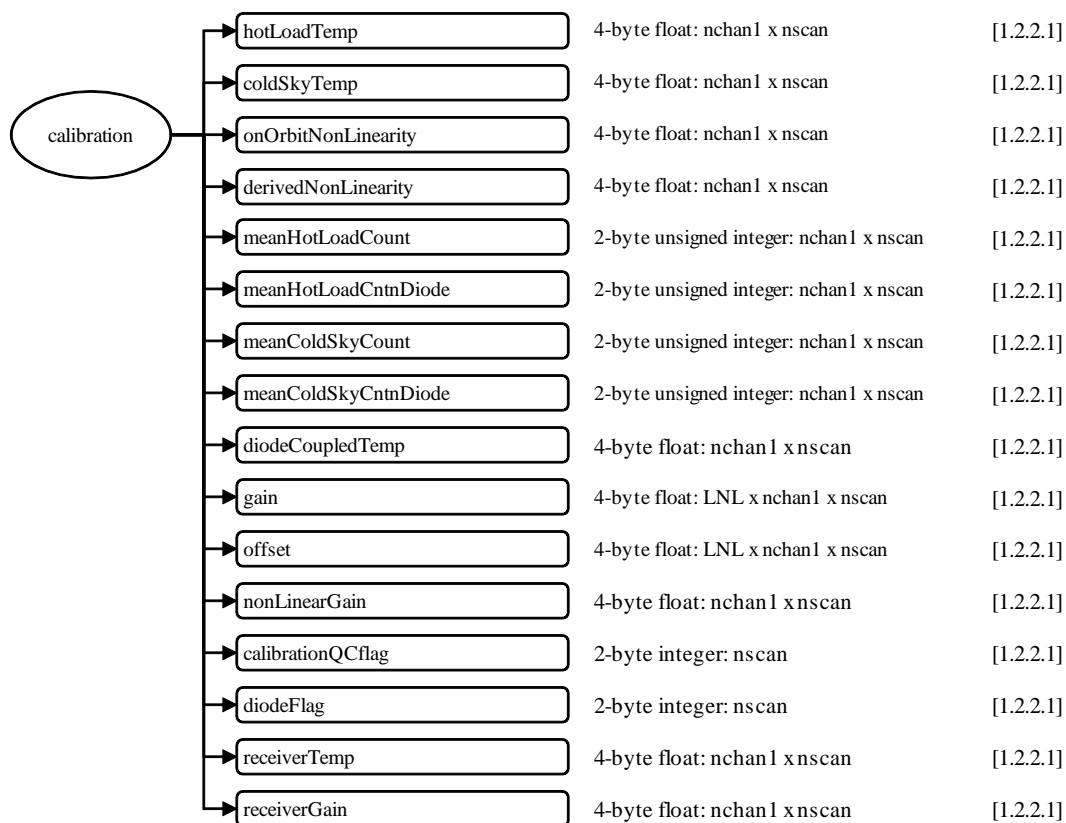 hotLoadTemp 4-byte float: nchan1 x nscan [1.2.2.1]
coldSkyTemp 4-byte float: nchan1 x nscan [1.2.2.1]
calibration
onOrbitNonLinearity 4-byte float: nchan1 x nscan [1.2.2.1]
derivedNonLinearity 4-byte float: nchan1 x nscan [1.2.2.1]
meanHotLoadCount 2-byte unsigned integer: nchan1 x nscan [1.2.2.1]
meanHotLoadCntnDiode 2-byte unsigned integer: nchan1 x nscan [1.2.2.1]
meanColdSkyCount 2-byte unsigned integer: nchan1 x nscan [1.2.2.1]
meanColdSkyCntnDiode 2-byte unsigned integer: nchan1 x nscan [1.2.2.1]
diodeCoupledTemp 4-byte float: nchan1 x nscan [1.2.2.1]
gain 4-byte float: LNL x nchan1 x nscan [1.2.2.1]
offset 4-byte float: LNL x nchan1 x nscan [1.2.2.1]
nonLinearGain 4-byte float: nchan1 x nscan [1.2.2.1]
calibrationQCflag 2-byte integer: nscan [1.2.2.1]
diodeFlag 2-byte integer: nscan [1.2.2.1]
receiverTemp 4-byte float: nchan1 x nscan [1.2.2.1]
receiverGain 4-byte float: nchan1 x nscan [1.2.2.1]